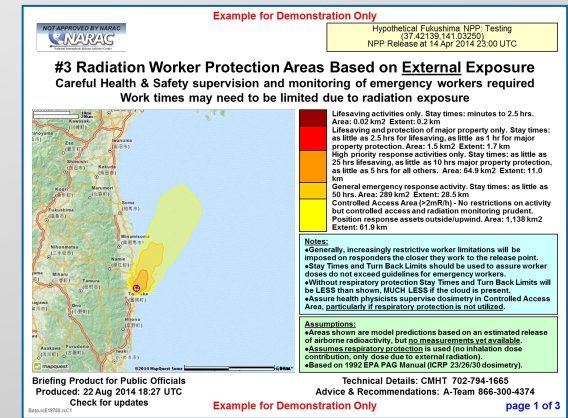 Example for Demonstration Only
NOT APPROVED BY NARAC
NARAC
Hypothetical Fukushima NPP: Testing
(37.42139,141.03250)
NPP Release at 14 Apr 2014 23:00 UTC
#3 Radiation Worker Protection Areas Based on External Exposure
Careful Health & Safety supervision and monitoring of emergency workers required
Work times may need to be limited due to radiation exposure
Lifesaving activities only. Stay times: minutes to 2.5 hrs.
Area: 0.02 km2 Extent: 0.2 km
Lifesaving and protection of major property only. Stay times:
as little as 2.5 hrs for lifesaving, as little as 1 hr for major
property protection. Area: 1.5 km2 Extent: 1.7 km
High priority response activities only. Stay times: as little as
25 hrs lifesaving, as little as 10 hrs major property protection,
as little as 5 hrs for all others. Area: 64.9 km2 Extent: 11.0
km
General emergency response activity. Stay times: as little as
50 hrs. Area: 289 km2 Extent: 28.5 km
Controlled Access Area (>2mR/h) - No restrictions on activity
but controlled access and radiation monitoring prudent.
Position response assets outside/upwind. Area: 1,138 km2
Extent: 61.9 km
Kakuda
Fukushima
Minamisoma
Iwaki
mapquest
Notes:
●Generally, increasingly restrictive worker limitations will be
imposed on responders the closer they work to the release point.
●Stay Times and Turn Back Limits should be used to assure worker
doses do not exceed guidelines for emergency workers.
●Without respiratory protection Stay Times and Turn Back Limits will
be LESS than shown, MUCH LESS if the cloud is present.
●Assure health physicists supervise dosimetry in Controlled Access
Area, particularly if respiratory protection is not utilized.
Assumptions:
●Areas shown are model predictions based on an estimated release
of airborne radioactivity, but no measurements yet available.
●Assumes respiratory protection is used (no inhalation dose
contribution, only dose due to external radiation).
●Based on 1992 EPA PAG Manual (ICRP 23/26/30 dosimetry).
Briefing Product for Public Officials
Produced: 22 Aug 2014 18:27 UTC
Check for updates
Technical Details: CMHT 702-794-1665
Advice & Recommendations: A-Team 866-300-4374
Example for Demonstration Only
page 1 of 3